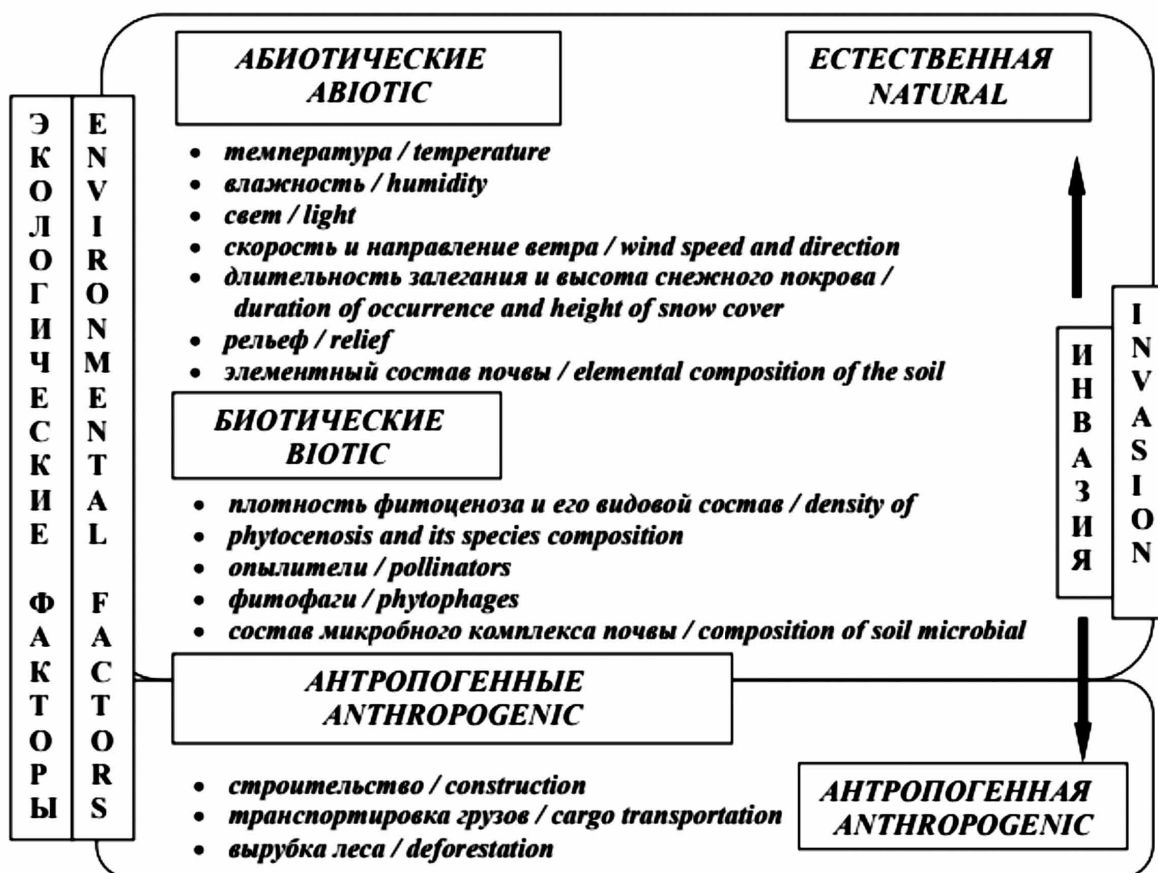 ЭКОЛОГИЧЕСКИЕ ФАКТОРЫ
ENVIRONMENTAL FACTORS
АБИОТИЧЕСКИЕ
ABIOTIC
• температура / temperature
• влажность / humidity
• свет / light
• скорость и направление ветра / wind speed and direction
• длительность залегания и высота снежного покрова /
duration of occurrence and height of snow cover
• рельеф / relief
• элементный состав почвы / elemental composition of the soil
БИОТИЧЕСКИЕ
BIOTIC
• плотность фитоценоза и его видовой состав / density of
• phytocenosis and its species composition
• опылители / pollinators
• фитофаги / phytophages
• состав микробного комплекса почвы / composition of soil microbial
АНТРОПОГЕННЫЕ
ANTHROPOGENIC
• строительство / construction
• транспортировка грузов / cargo transportation
• вырубка леса / deforestation
ЕСТЕСТВЕННАЯ
NATURAL
ИНВАЗИЯ
INVASION
АНТРОПОГЕННАЯ
ANTHROPOGENIC